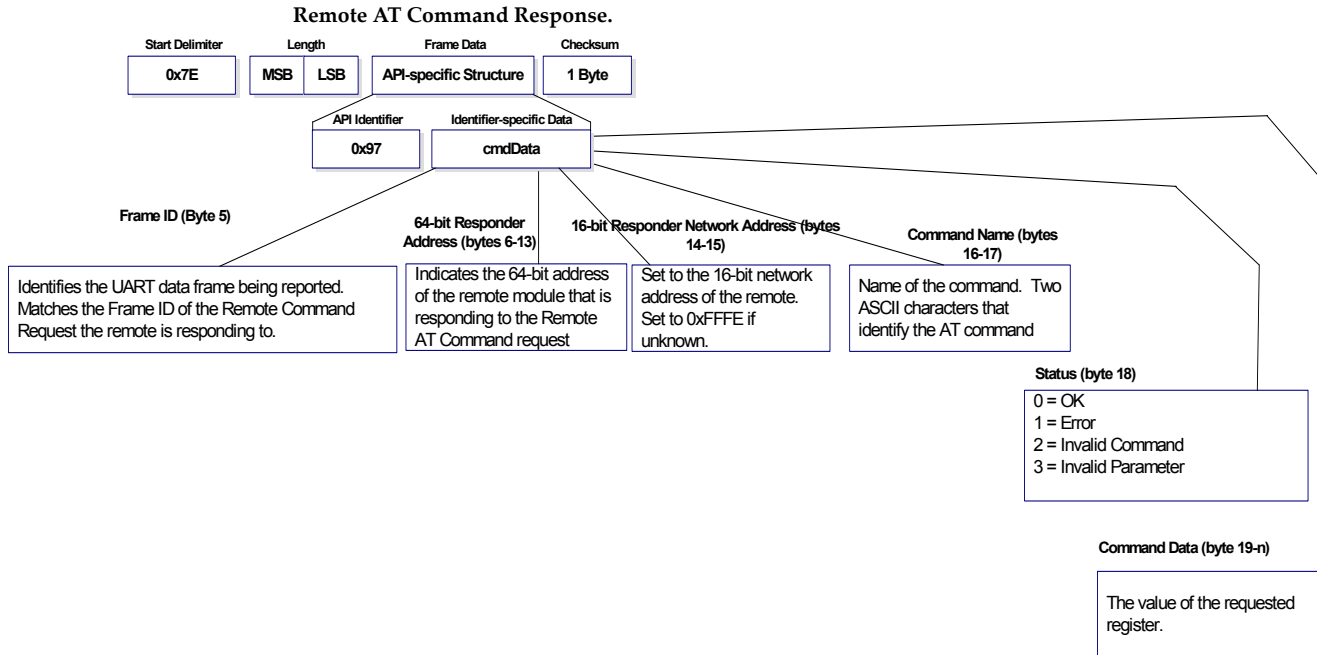 Remote AT Command Response.
Start Delimiter
Length
Frame Data
Checksum
0x7E
MSB
LSB
API-specific Structure
1 Byte
API Identifier
Identifier-specific Data
0x97
cmdData
Frame ID (Byte 5)
Identifies the UART data frame being reported.
Matches the Frame ID of the Remote Command
Request the remote is responding to.
64-bit Responder
Address (bytes 6-13)
Indicates the 64-bit address
of the remote module that is
responding to the Remote
AT Command request
16-bit Responder Network Address (bytes
14-15)
Set to the 16-bit network
address of the remote.
Set to 0xFFFE if
unknown.
Command Name (bytes
16-17)
Name of the command. Two
ASCII characters that
identify the AT command
Status (byte 18)
0 = OK
1 = Error
2 = Invalid Command
3 = Invalid Parameter
Command Data (byte 19-n)
The value of the requested
register.